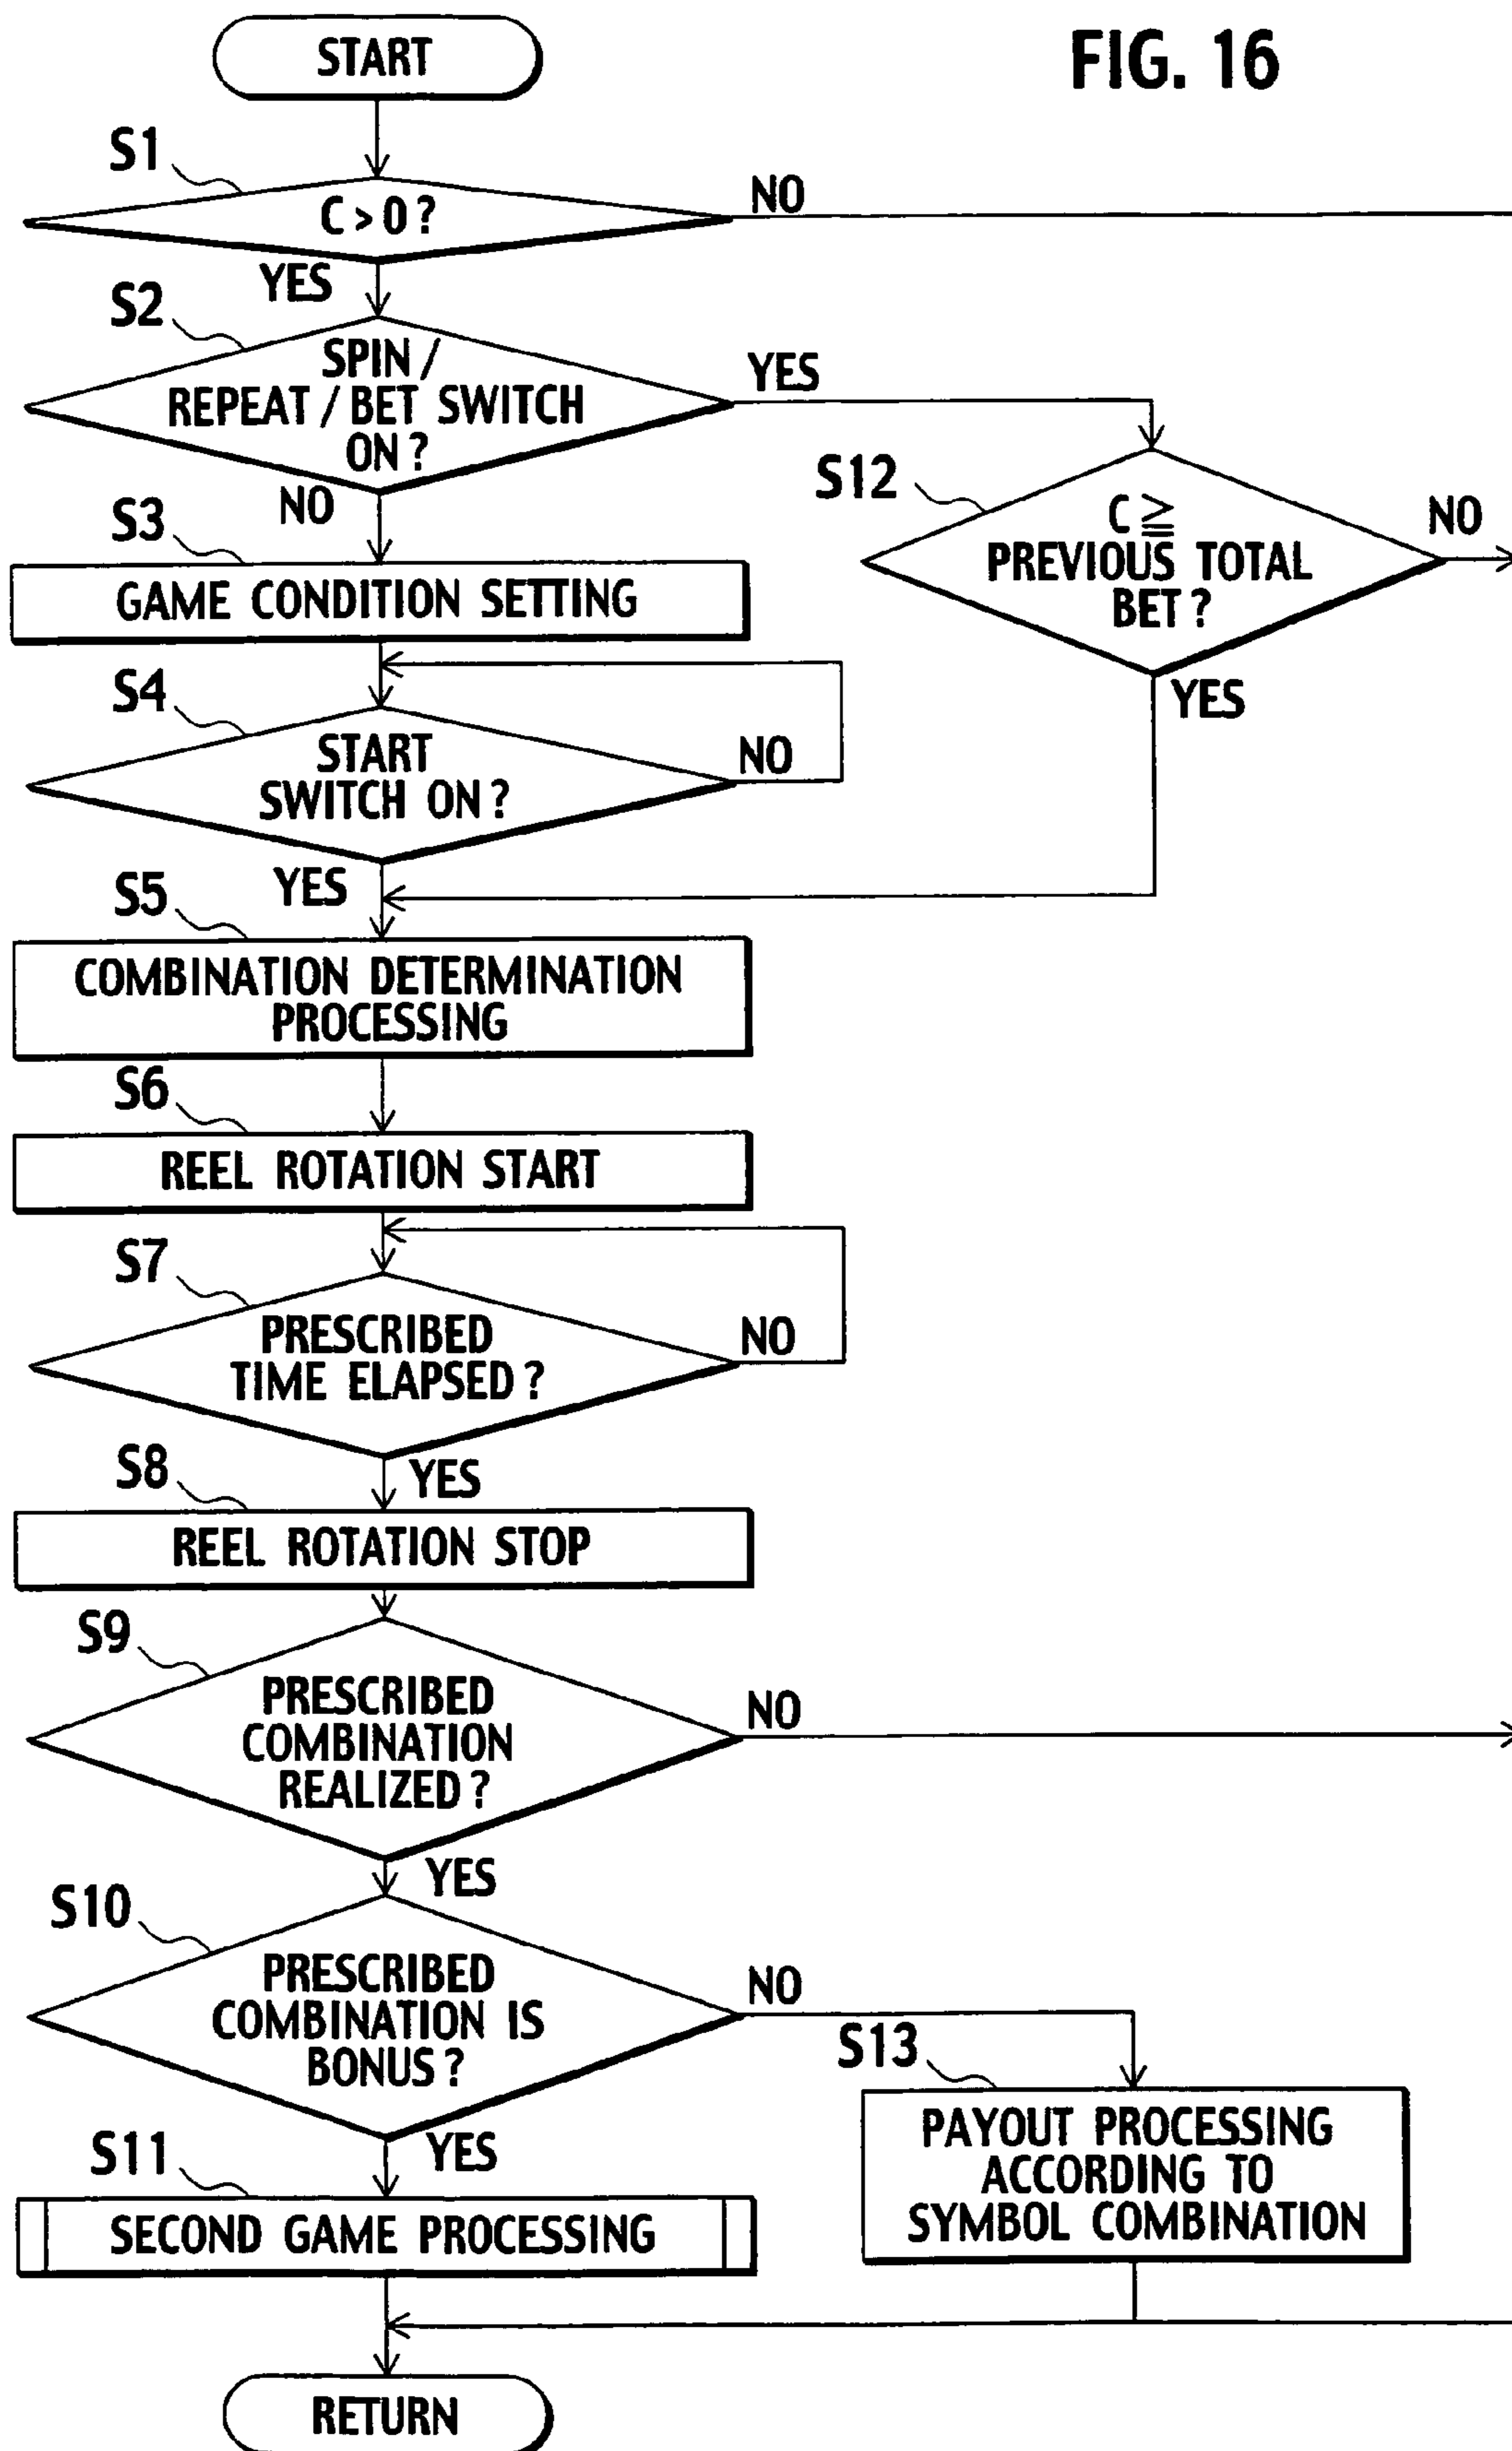 FIG. 16
START
S1
C > 0 ?
NO
YES
S2
SPIN /
REPEAT / BET SWITCH
ON ?
YES
NO
S12
C ≧
PREVIOUS TOTAL
BET ?
NO
YES
S3
GAME CONDITION SETTING
S4
START
SWITCH ON ?
NO
YES
S5
COMBINATION DETERMINATION
PROCESSING
S6
REEL ROTATION START
S7
PRESCRIBED
TIME ELAPSED ?
NO
YES
S8
REEL ROTATION STOP
S9
PRESCRIBED
COMBINATION
REALIZED ?
NO
YES
S10
PRESCRIBED
COMBINATION IS
BONUS ?
NO
YES
S13
PAYOUT PROCESSING
ACCORDING TO
SYMBOL COMBINATION
S11
SECOND GAME PROCESSING
RETURN